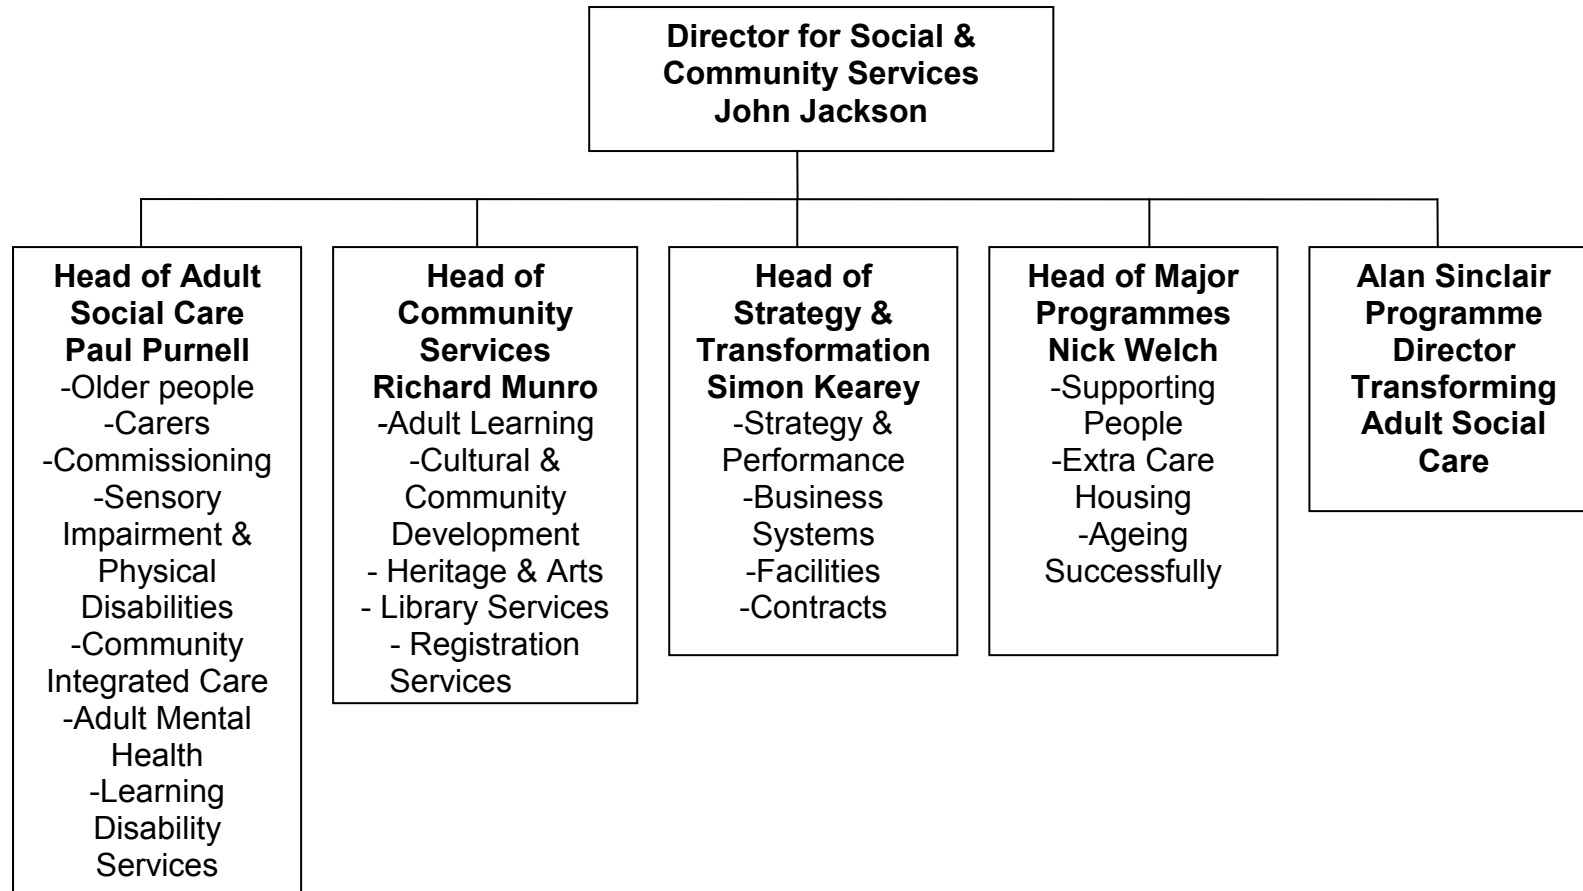 Director for Social &
Community Services
John Jackson
Head of Adult
Social Care
Paul Purnell
-Older people
-Carers
-Commissioning
-Sensory
Impairment &
Physical
Disabilities
-Community
Integrated Care
-Adult Mental
Health
-Learning
Disability
Services
Head of
Community
Services
Richard Munro
-Adult Learning
-Cultural &
Community
Development
- Heritage & Arts
- Library Services
- Registration
Services
Head of
Strategy &
Transformation
Simon Kearey
-Strategy &
Performance
-Business
Systems
-Facilities
-Contracts
Head of Major
Programmes
Nick Welch
-Supporting
People
-Extra Care
Housing
-Ageing
Successfully
Alan Sinclair
Programme
Director
Transforming
Adult Social
Care